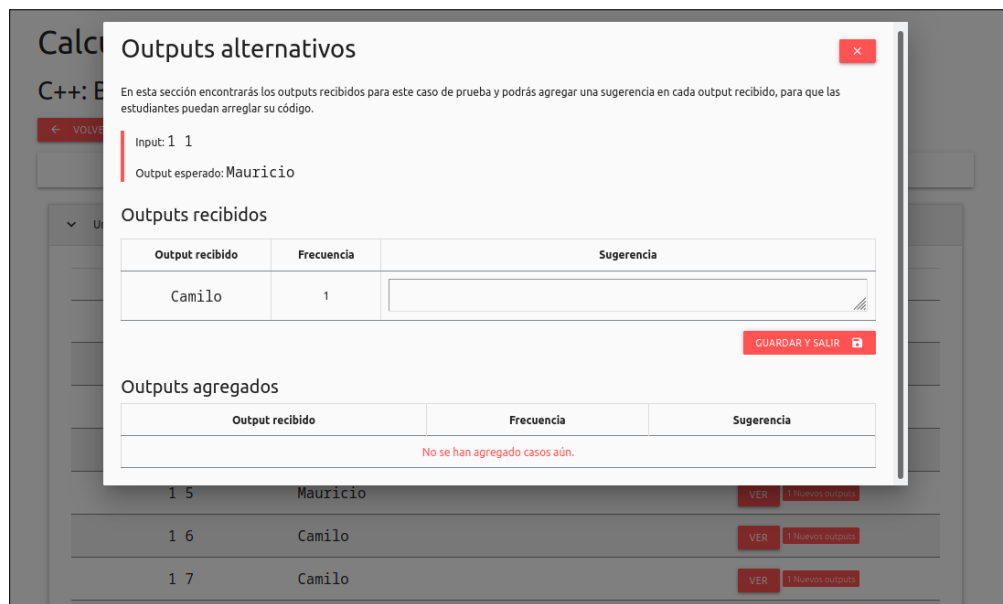 Calcu
C++: E
VOLVE
Outputs alternativos
En esta sección encontrarás los outputs recibidos para este caso de prueba y podrás agregar una sugerencia en cada output recibido, para que las
estudiantes puedan arreglar su código.
Input: 1 1
Output esperado: Mauricio
Outputs recibidos
Output recibido Frecuencia Sugerencia
Camilo 1
GUARDAR Y SALIR
Outputs agregados
Output recibido Frecuencia Sugerencia
No se han agregado casos aún.
1 5 Mauricio VER 1 Nuevos outputs
1 6 Camilo VER 1 Nuevos outputs
1 7 Camilo VER 1 Nuevos outputs